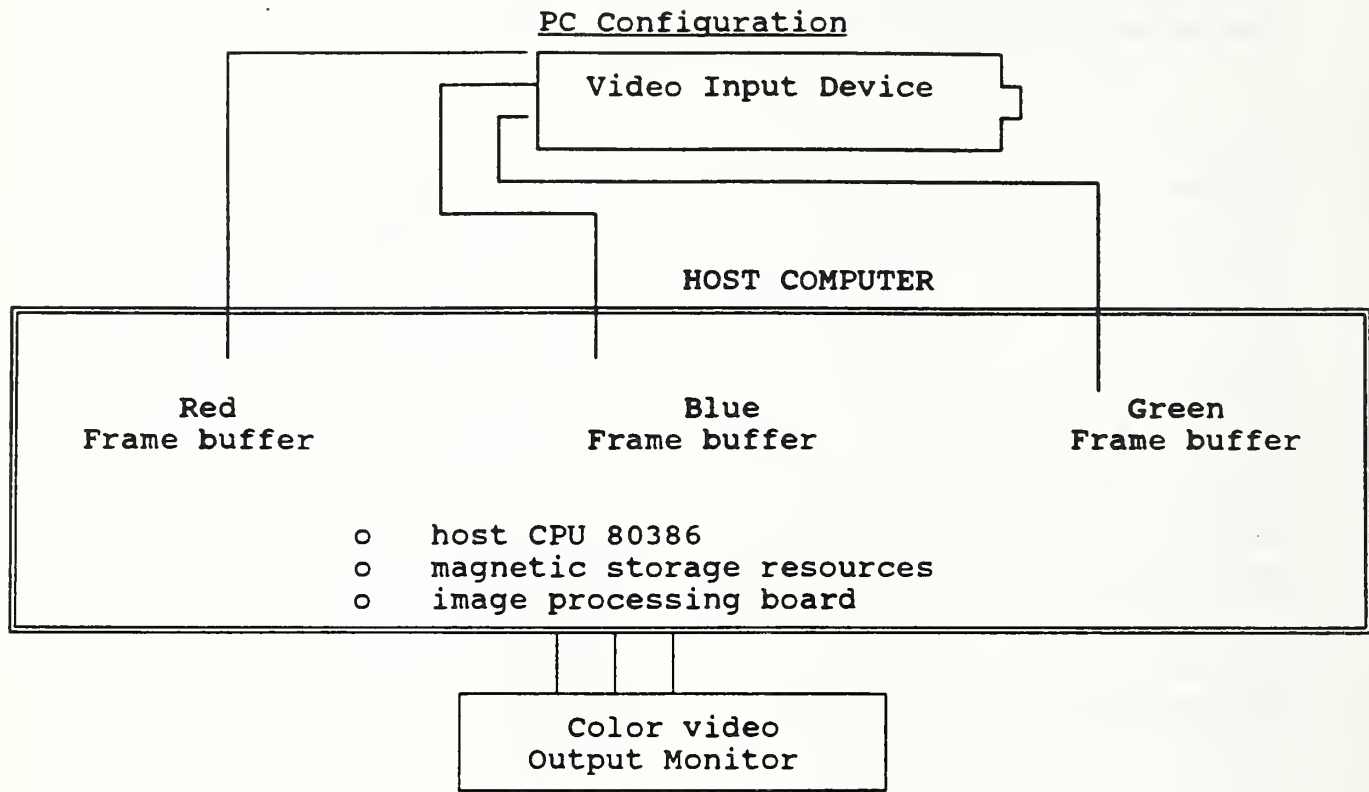 PC Configuration
Video Input Device
HOST COMPUTER
Red
Frame buffer
Blue
Frame buffer
Green
Frame buffer
o host CPU 80386
o magnetic storage resources
o image processing board
Color video
Output Monitor